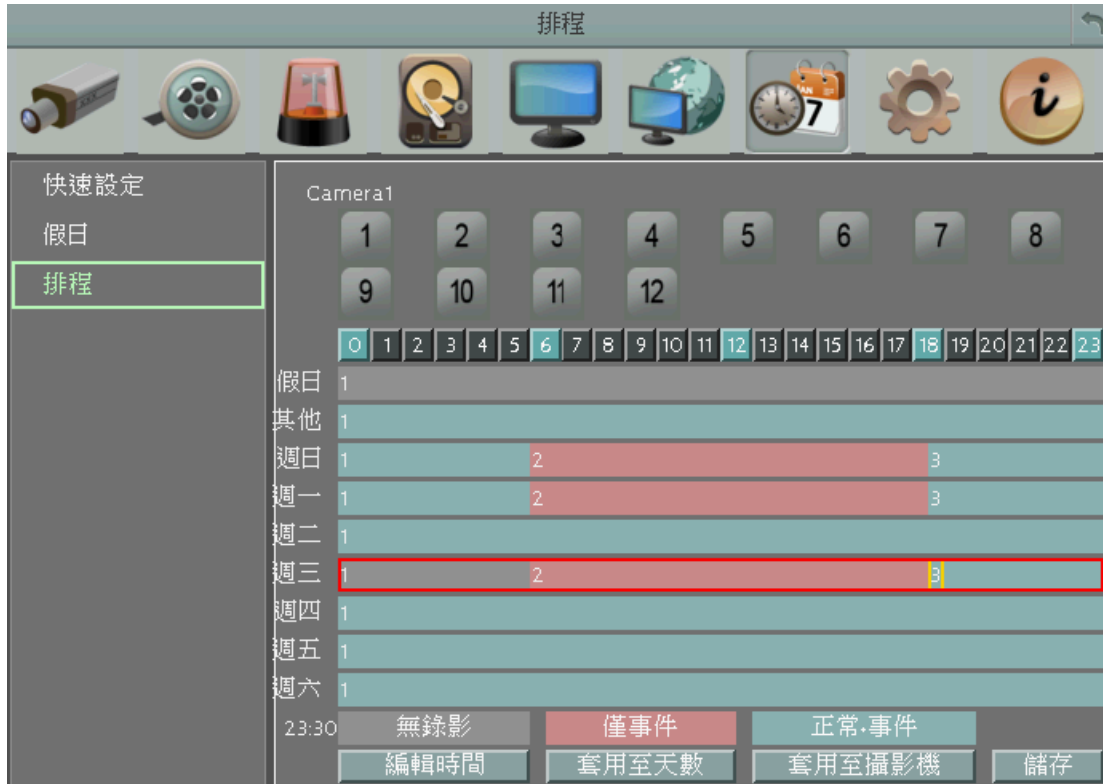 排程
JAN
7
i
快速設定
假日
排程
Camera1
1 2 3 4 5 6 7 8
9 10 11 12
0 1 2 3 4 5 6 7 8 9 10 11 12 13 14 15 16 17 18 19 20 21 22 23
假日 1
其他 1
週日 1 2 3
週一 1 2 3
週二 1
週三 1 2 3
週四 1
週五 1
週六 1
23:30 無錄影 僅事件 正常.事件
編輯時間 套用至天數 套用至攝影機 儲存